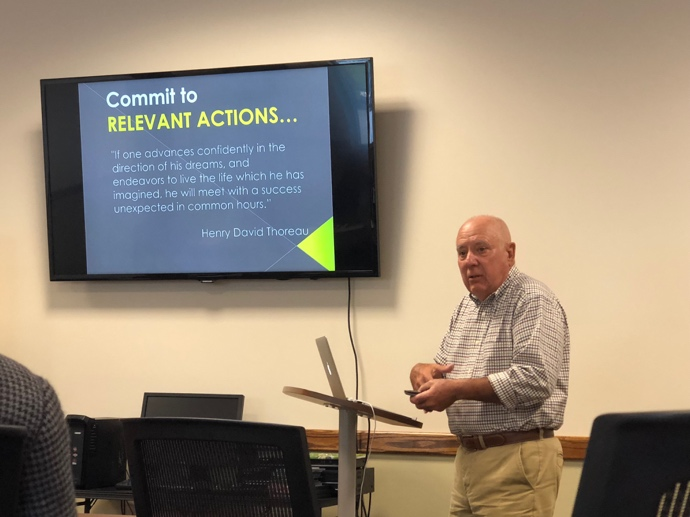 Commit to
RELEVANT ACTIONS...
"If one advances confidently in the
direction of his dreams, and
endeavors to live the life which he has
imagined, he will meet with a success
unexpected in common hours."
Henry David Thoreau